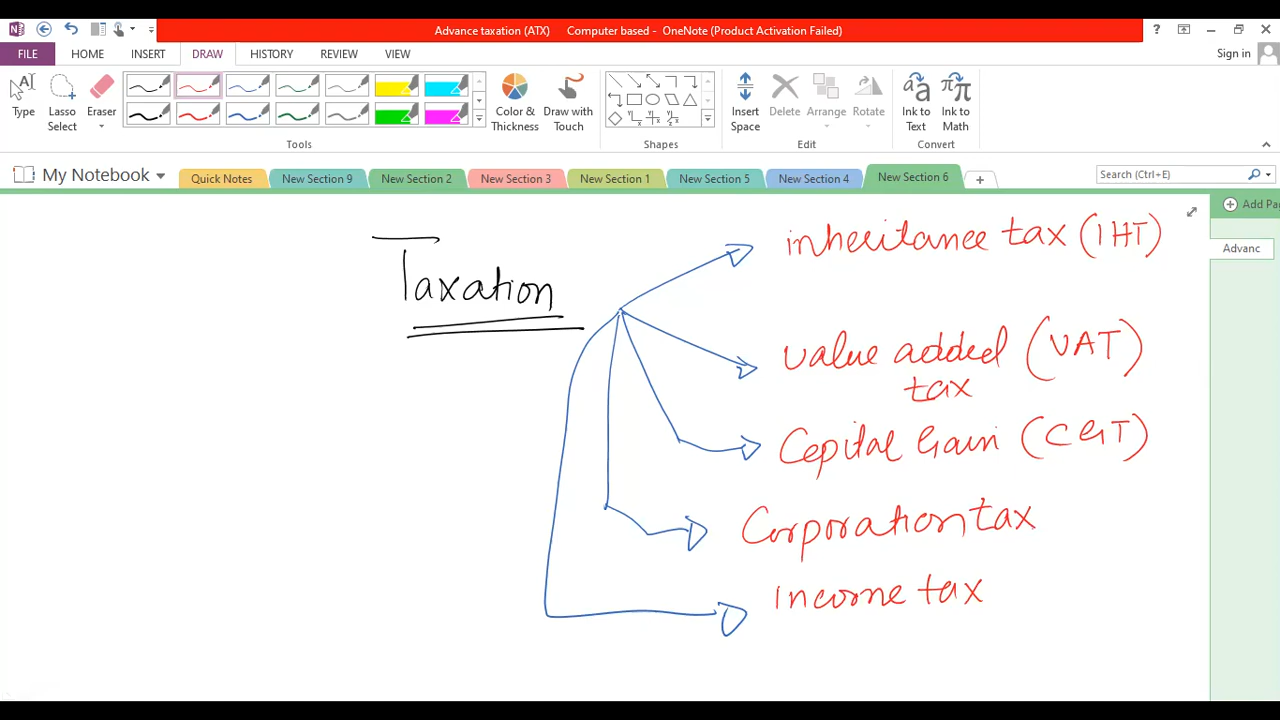 Advance taxation (ATX) Computer based - OneNote (Product Activation Failed)
Sign in
FILE HOME INSERT DRAW HISTORY REVIEW VIEW
Type
Lasso Select
Eraser
Color & Thickness
Draw with Touch
Insert Space
Delete
Arrange
Rotate
Ink to Text
Ink to Math
Tools
Shapes
Edit
Convert
My Notebook
Quick Notes
New Section 9
New Section 2
New Section 3
New Section 1
New Section 5
New Section 4
New Section 6
Search (Ctrl+E)
Add Pag
Advanc
Taxation
inheritance tax (IHT)
value added (VAT)
tax
Cepital Gain (CGT)
Corporation tax
income tax